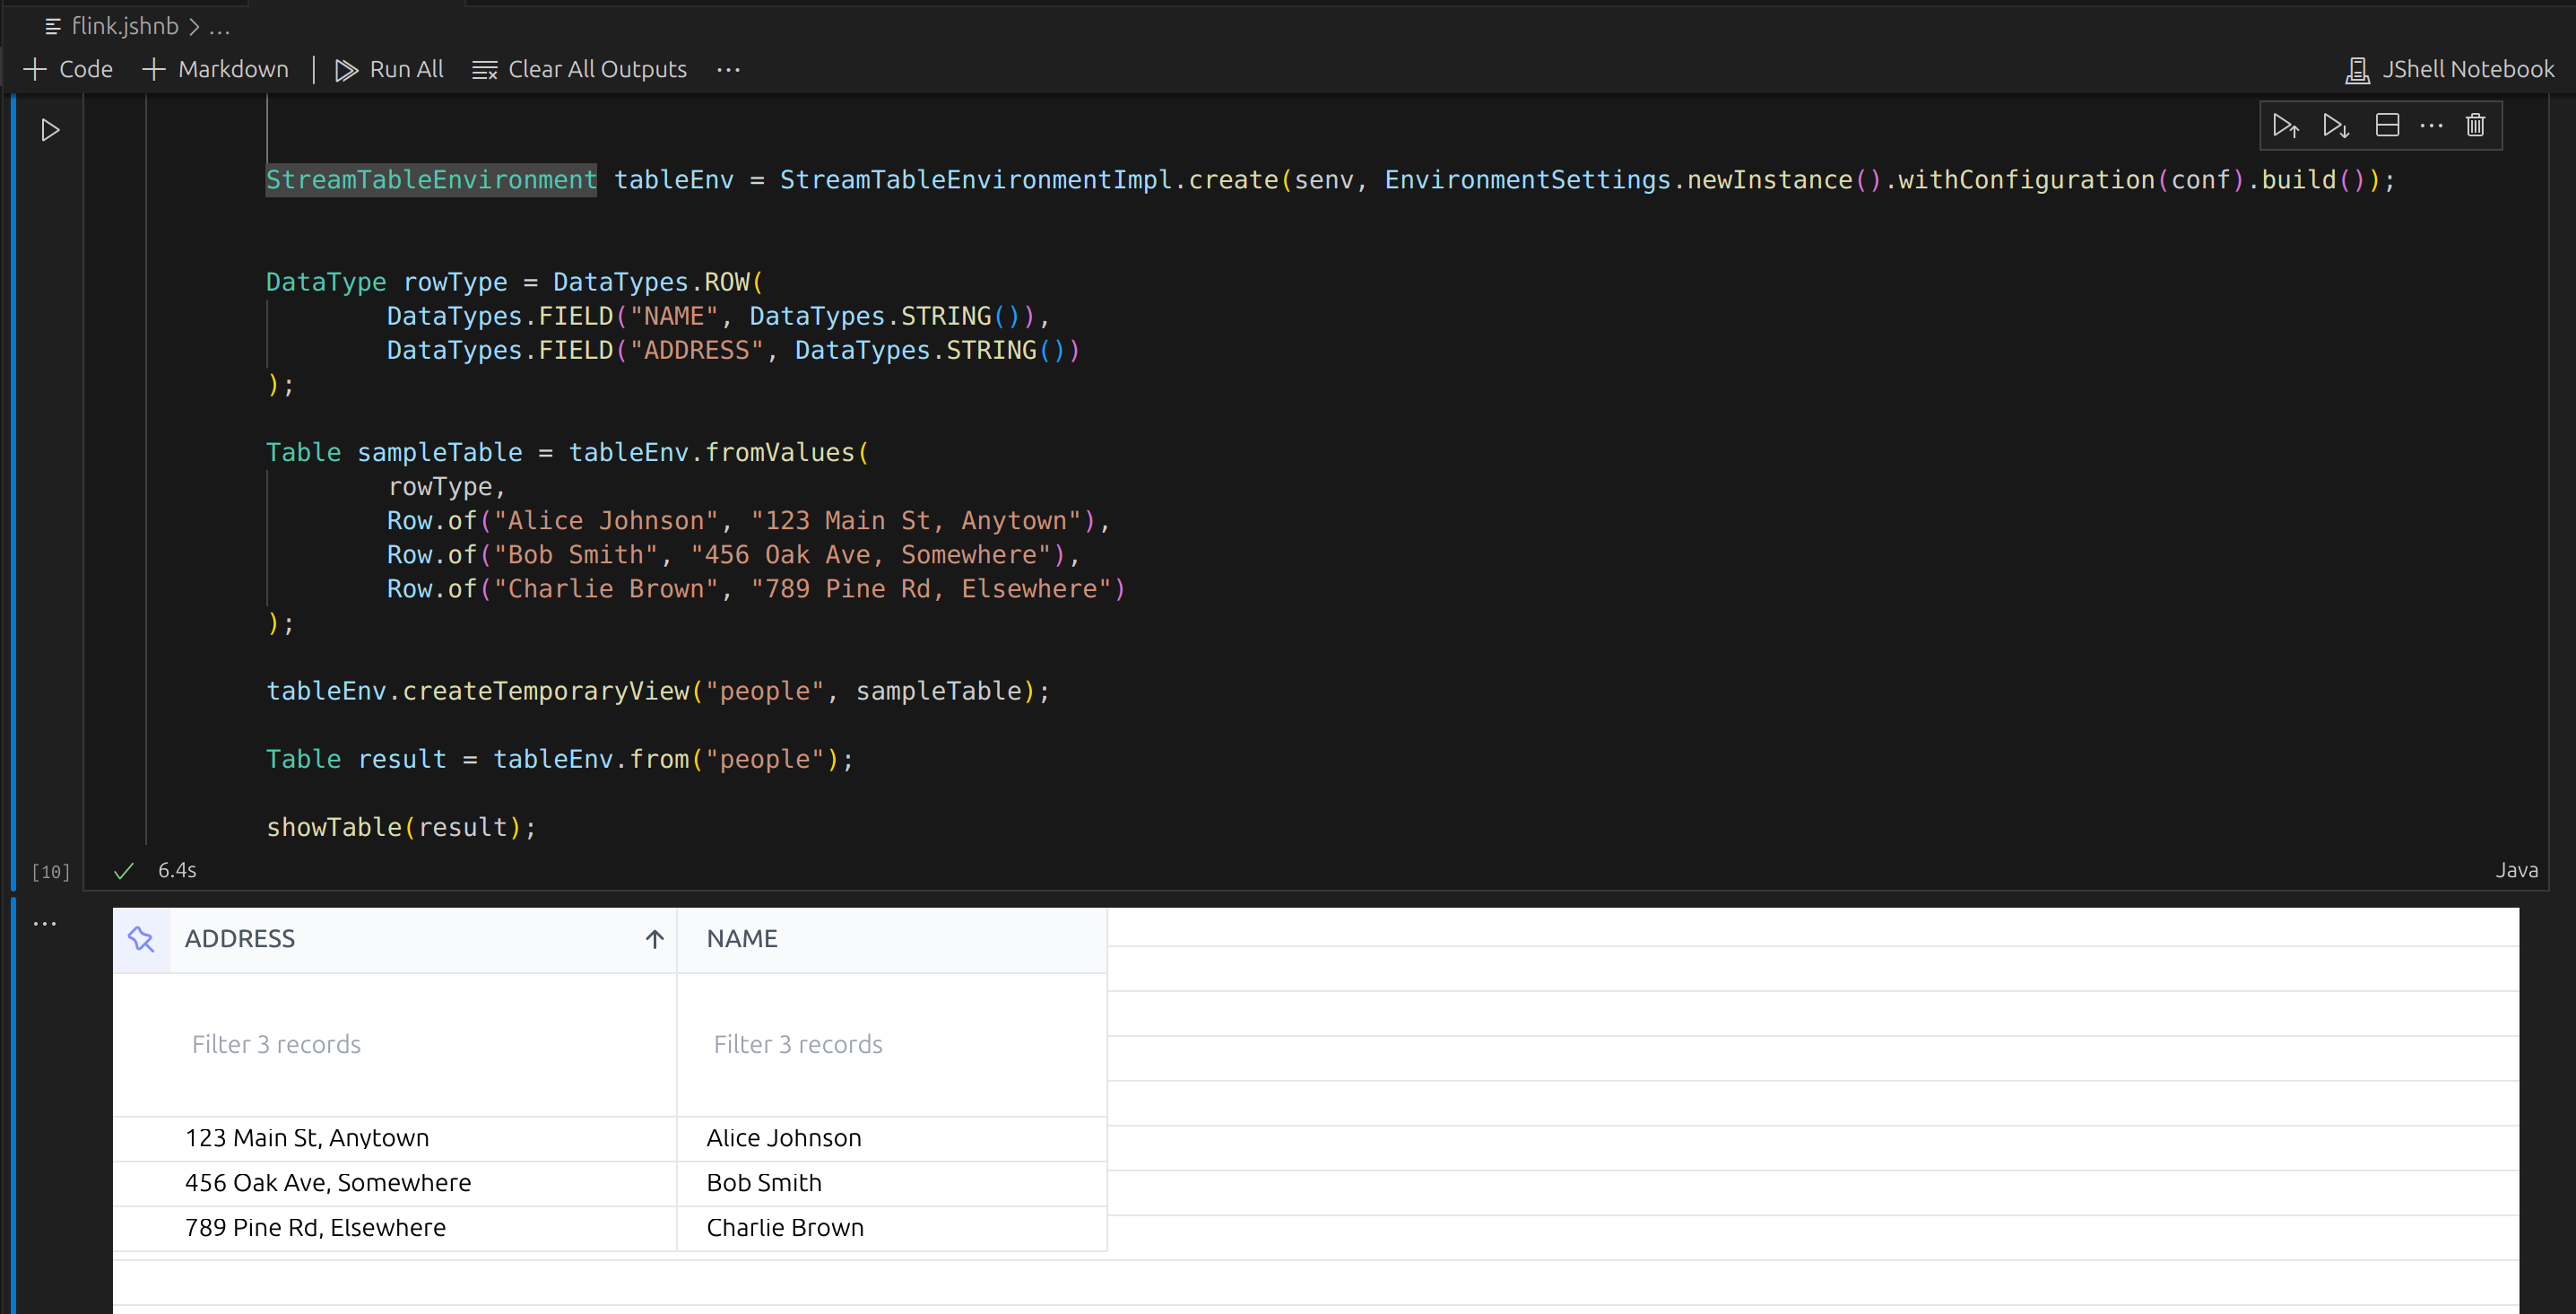 flink.jshnb > ...
+ Code + Markdown | Run All Clear All Outputs ... JShell Notebook
StreamTableEnvironment tableEnv = StreamTableEnvironmentImpl.create(senv, EnvironmentSettings.newInstance().withConfiguration(conf).build());
DataType rowType = DataTypes.ROW(
DataTypes.FIELD("NAME", DataTypes.STRING()),
DataTypes.FIELD("ADDRESS", DataTypes.STRING())
);
Table sampleTable = tableEnv.fromValues(
rowType,
Row.of("Alice Johnson", "123 Main St, Anytown"),
Row.of("Bob Smith", "456 Oak Ave, Somewhere"),
Row.of("Charlie Brown", "789 Pine Rd, Elsewhere")
);
tableEnv.createTemporaryView("people", sampleTable);
Table result = tableEnv.from("people");
showTable(result);
[10] 6.4s Java
ADDRESS NAME
Filter 3 records Filter 3 records
123 Main St, Anytown Alice Johnson
456 Oak Ave, Somewhere Bob Smith
789 Pine Rd, Elsewhere Charlie Brown